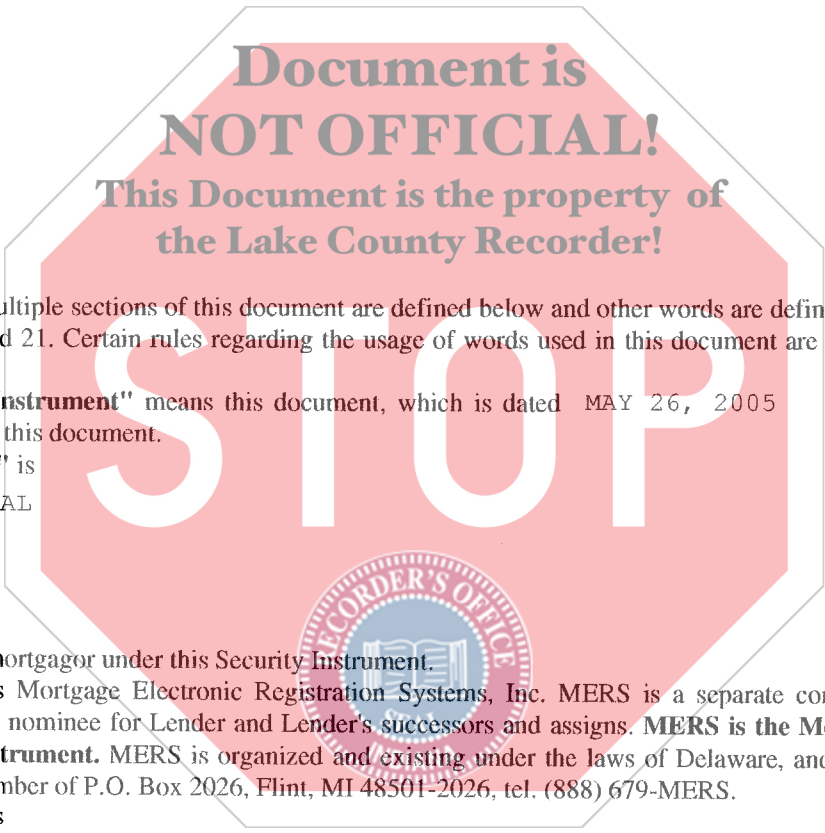 Document is
NOT OFFICIAL!
This Document is the property of
the Lake County Recorder!
ultiple sections of this document are defined below and other words are defin
d 21. Certain rules regarding the usage of words used in this document are
nstrument" means this document, which is dated MAY 26, 2005
this document.
" is
AL
STOP
RECORDER'S OFFICE
ortgagor under this Security Instrument.
s Mortgage Electronic Registration Systems, Inc. MERS is a separate cor
nominee for Lender and Lender's successors and assigns. MERS is the Mo
trument. MERS is organized and existing under the laws of Delaware, and
mber of P.O. Box 2026, Flint, MI 48501-2026, tel. (888) 679-MERS.
s